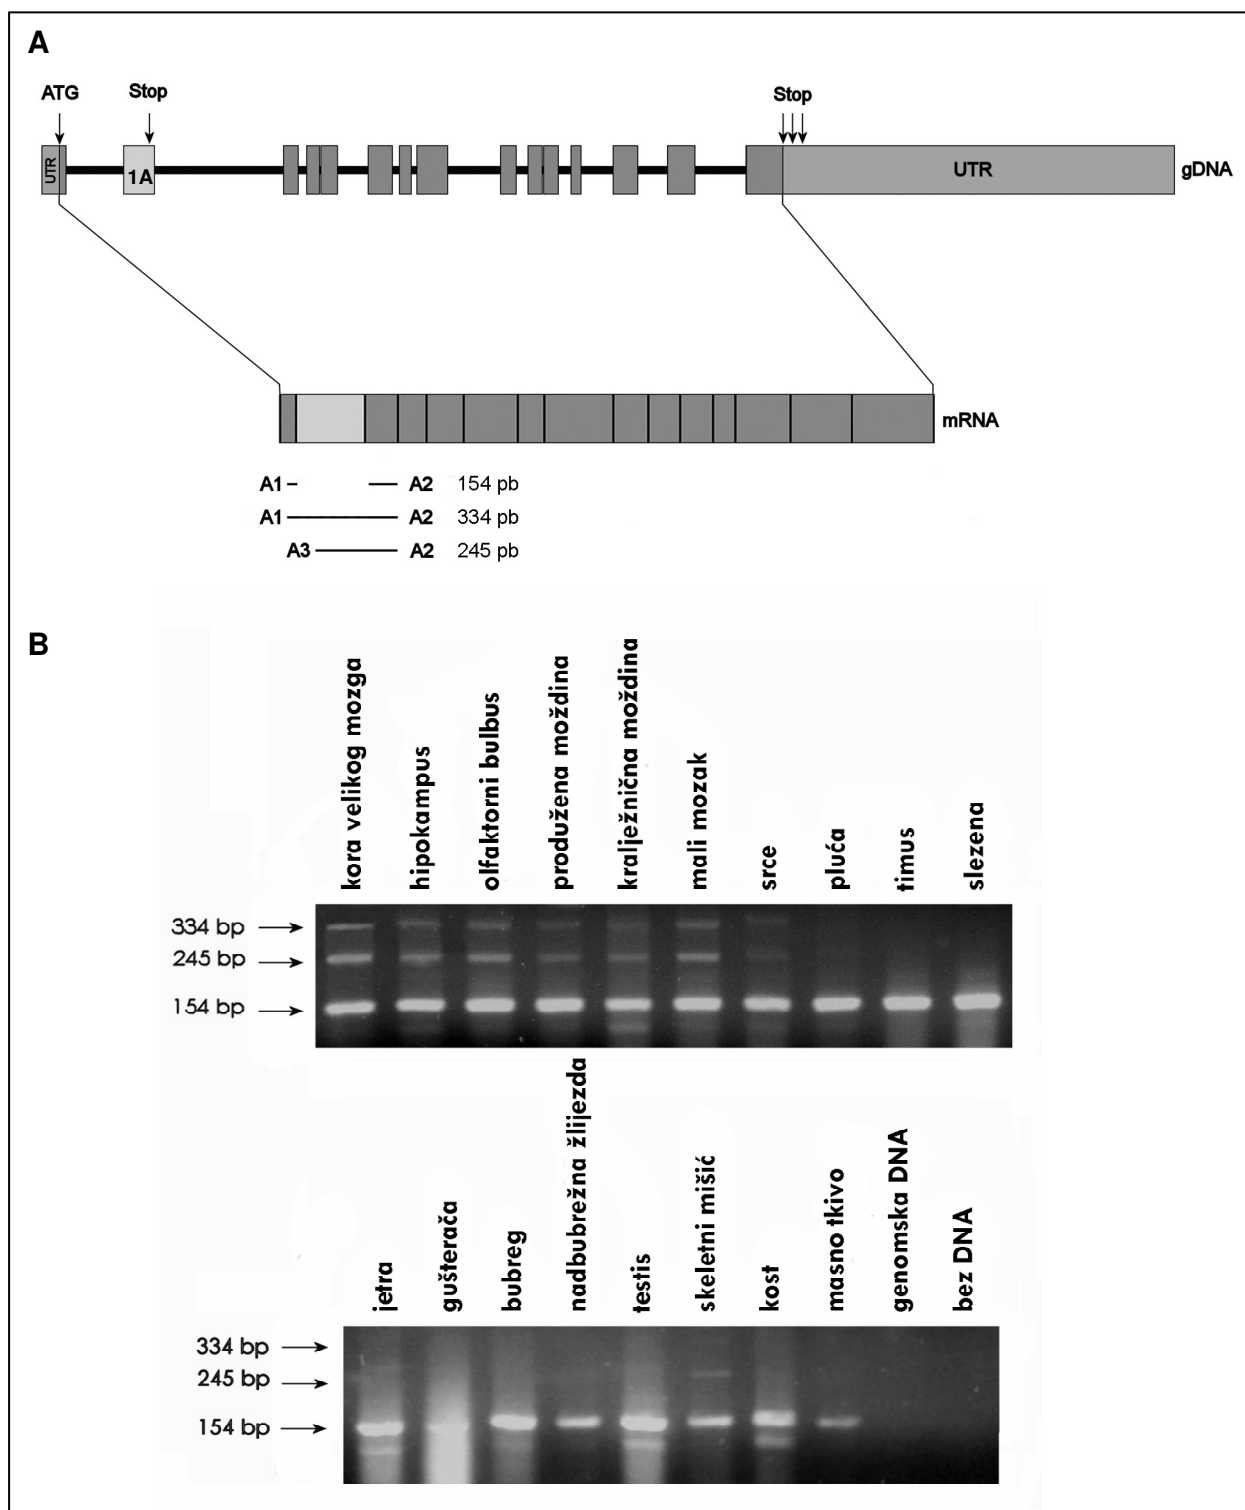 A
ATG
Stop
Stop
UTR
1A
UTR
gDNA
mRNA
A1 A2 154 pb
A1 A2 334 pb
A3 A2 245 pb
B
kora velikog mozga
hipokampus
olfaktorni bulbus
produžena moždina
kralježnična moždina
mali mozak
srce
pluća
timus
slezena
334 bp
245 bp
154 bp
jetra
gušterača
bubreg
nadbubrežna žlijezda
testis
skeletni mišić
kost
masno tkivo
genomska DNA
bez DNA
334 bp
245 bp
154 bp